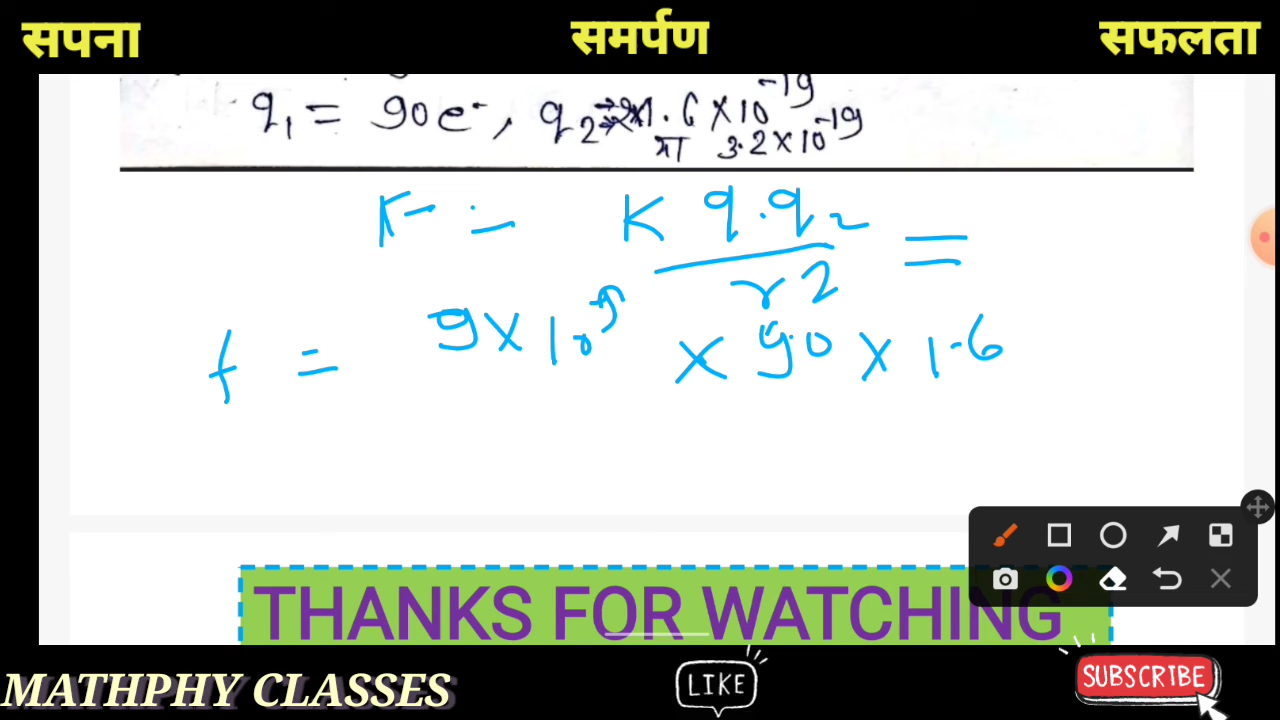 सपना समर्पण सफलता
q₁ = 90e⁻, q₂ → 2×1.6 × 10⁻¹⁹
या 3.2 × 10⁻¹⁹
F = K q.q₂ =
r2
f = 9 × 10⁹ × 90 × 1.6
THANKS FOR WATCHING
MATHPHY CLASSES
LIKE
SUBSCRIBE